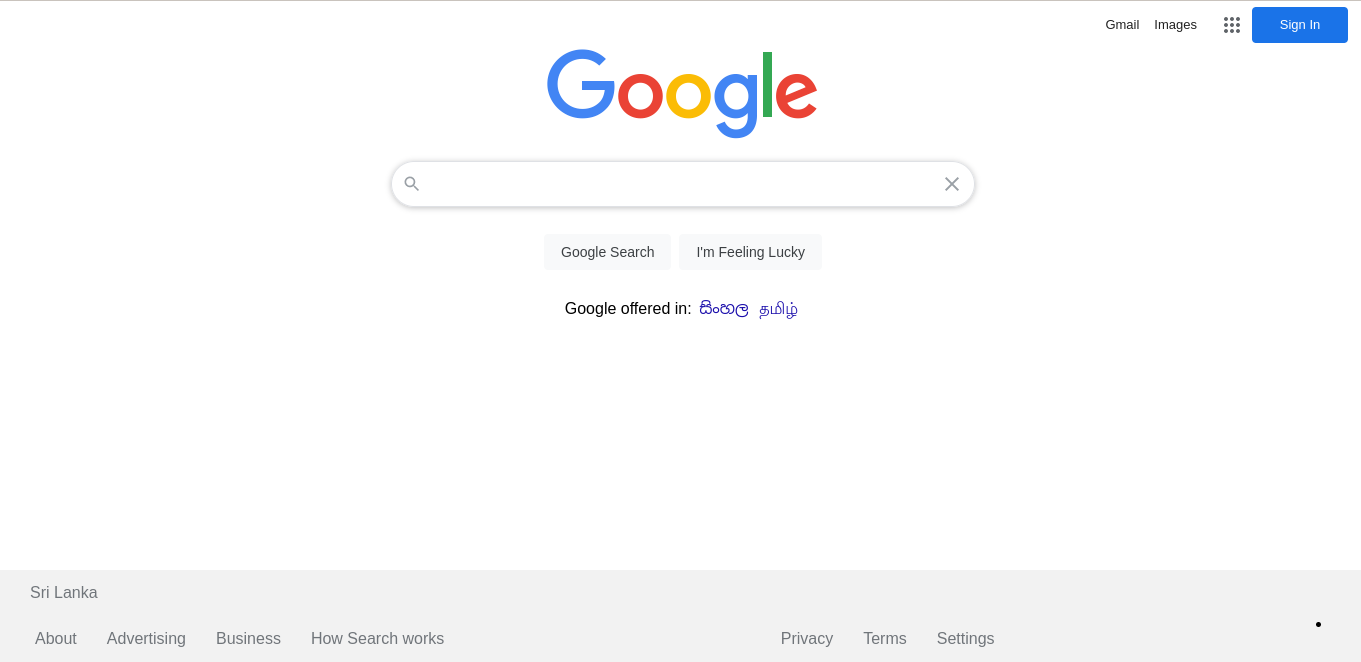 Gmail Images Sign In
Google
Google Search I'm Feeling Lucky
Google offered in: සිංහල தமிழ்
Sri Lanka
About Advertising Business How Search works Privacy Terms Settings